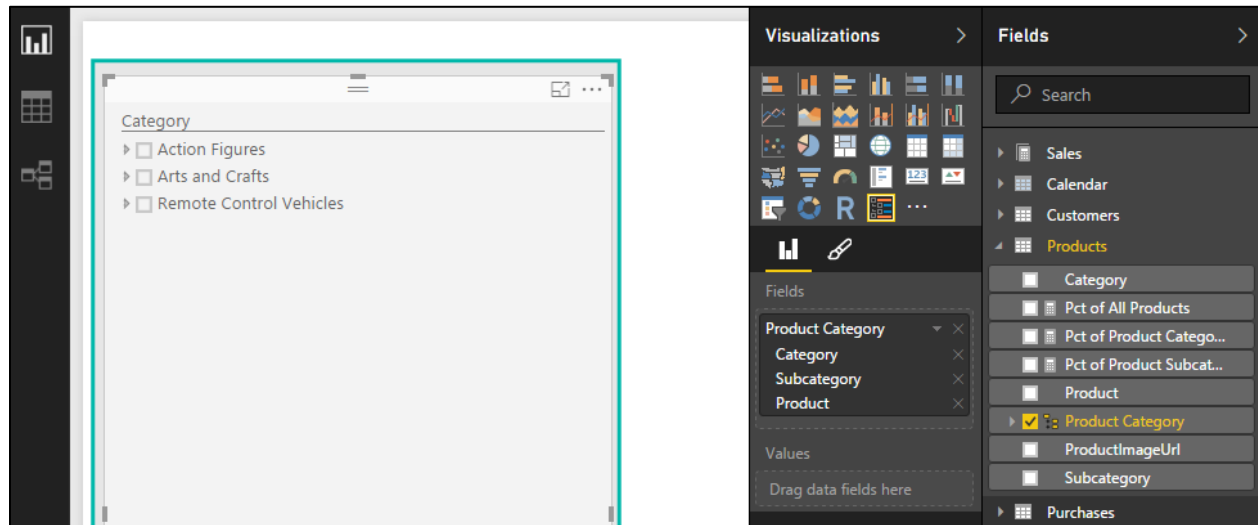 Category
Action Figures
Arts and Crafts
Remote Control Vehicles
Visualizations
123
R
Fields
Product Category
Category
Subcategory
Product
Values
Drag data fields here
Fields
Search
Sales
Calendar
Customers
Products
Category
Pct of All Products
Pct of Product Catego...
Pct of Product Subcat...
Product
Product Category
ProductImageUrl
Subcategory
Purchases